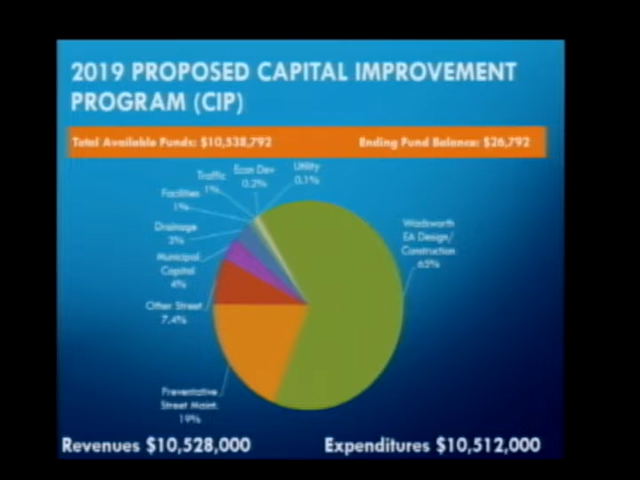 2019 PROPOSED CAPITAL IMPROVEMENT
PROGRAM (CIP)
Total Available Funds: $10,538,792
Ending Fund Balance: $26,792
Utility
0.1%
Econ Dev
0.2%
Traffic
1%
Facilities
1%
Drainage
3%
Municipal
Capital
4%
Other Street
7.4%
Preventative
Street Maint.
19%
Wadsworth
EA Design/
Construction
65%
Revenues $10,528,000
Expenditures $10,512,000